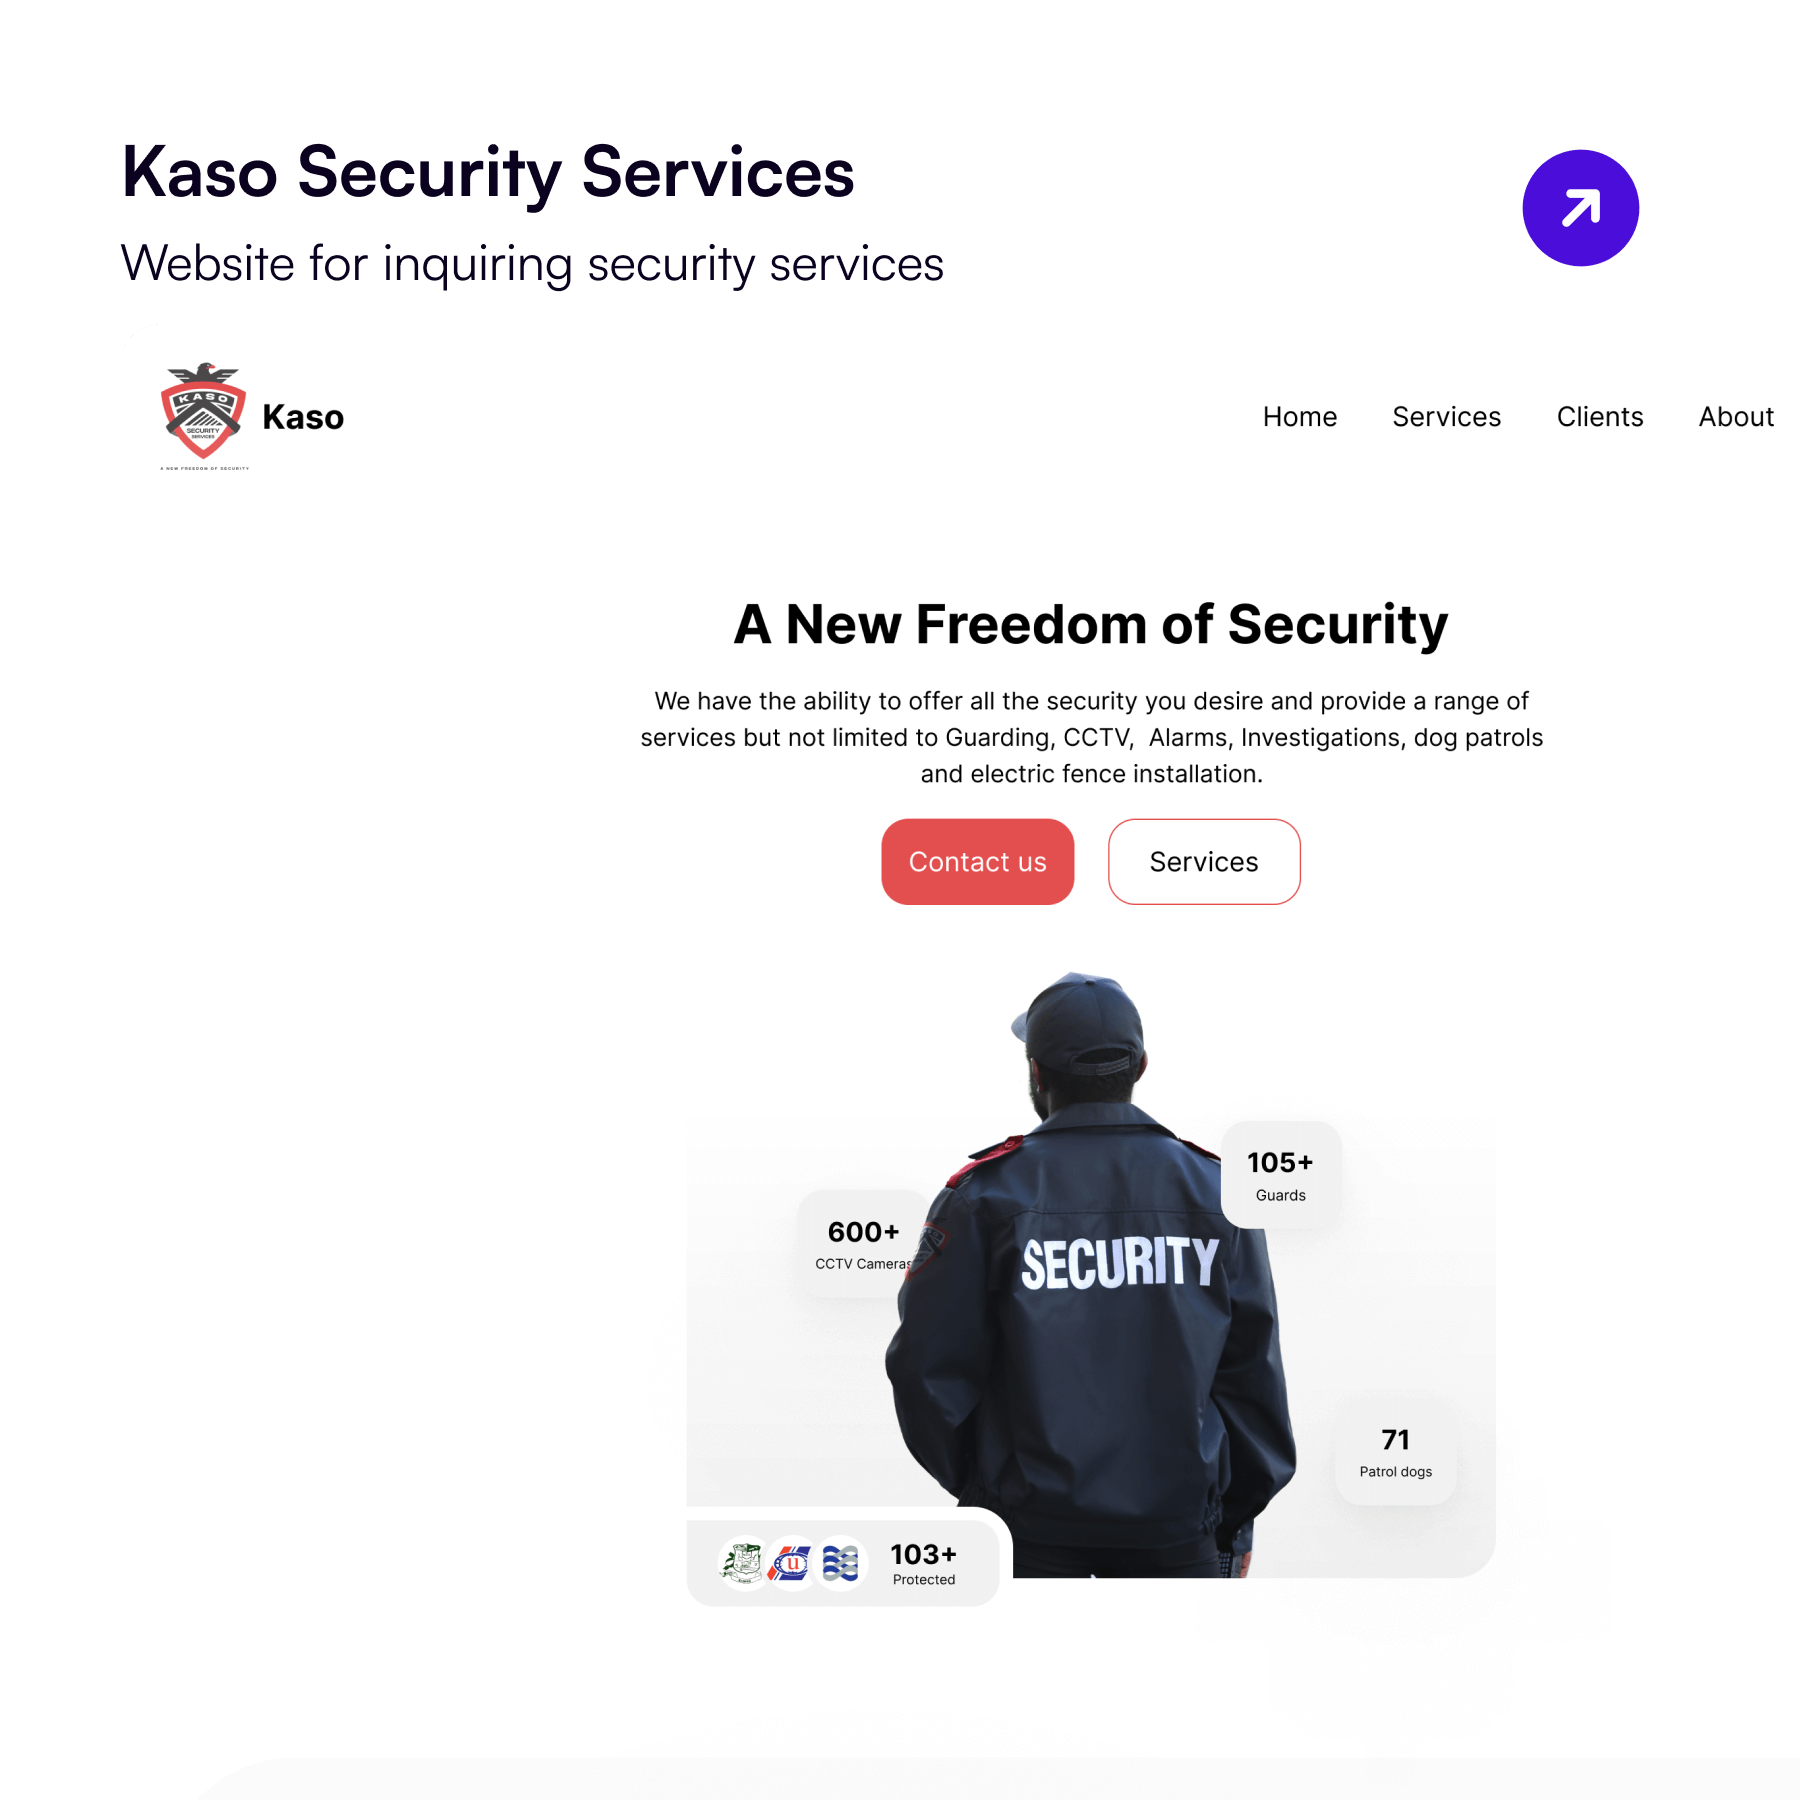 Kaso Security Services
Website for inquiring security services
KASO
SECURITY
SERVICES
A NEW FREEDOM OF SECURITY
Kaso
Home Services Clients About
A New Freedom of Security
We have the ability to offer all the security you desire and provide a range of
services but not limited to Guarding, CCTV, Alarms, Investigations, dog patrols
and electric fence installation.
Contact us Services
105+
Guards
600+
CCTV Cameras
SECURITY
71
Patrol dogs
u
103+
Protected